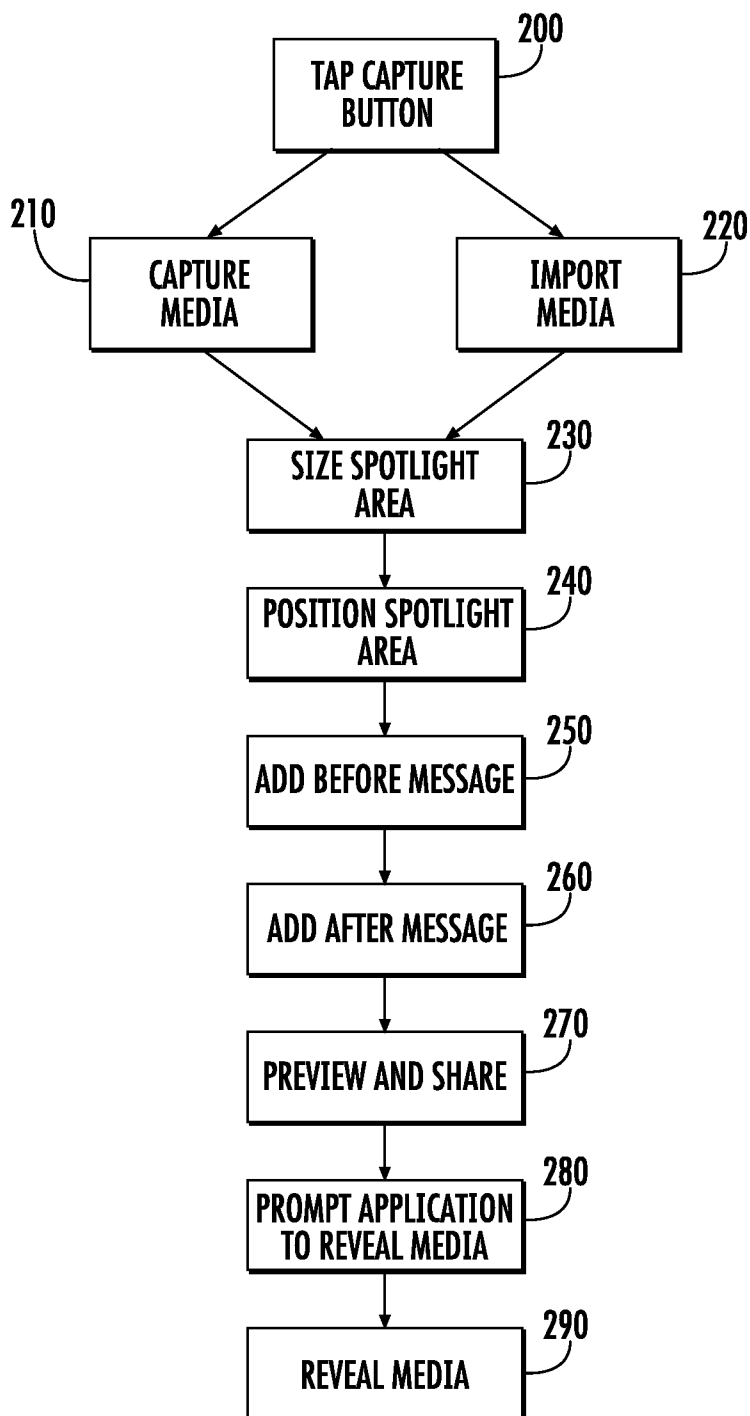 200
TAP CAPTURE
BUTTON
210
220
CAPTURE
MEDIA
IMPORT
MEDIA
230
SIZE SPOTLIGHT
AREA
240
POSITION SPOTLIGHT
AREA
250
ADD BEFORE MESSAGE
260
ADD AFTER MESSAGE
270
PREVIEW AND SHARE
280
PROMPT APPLICATION
TO REVEAL MEDIA
290
REVEAL MEDIA